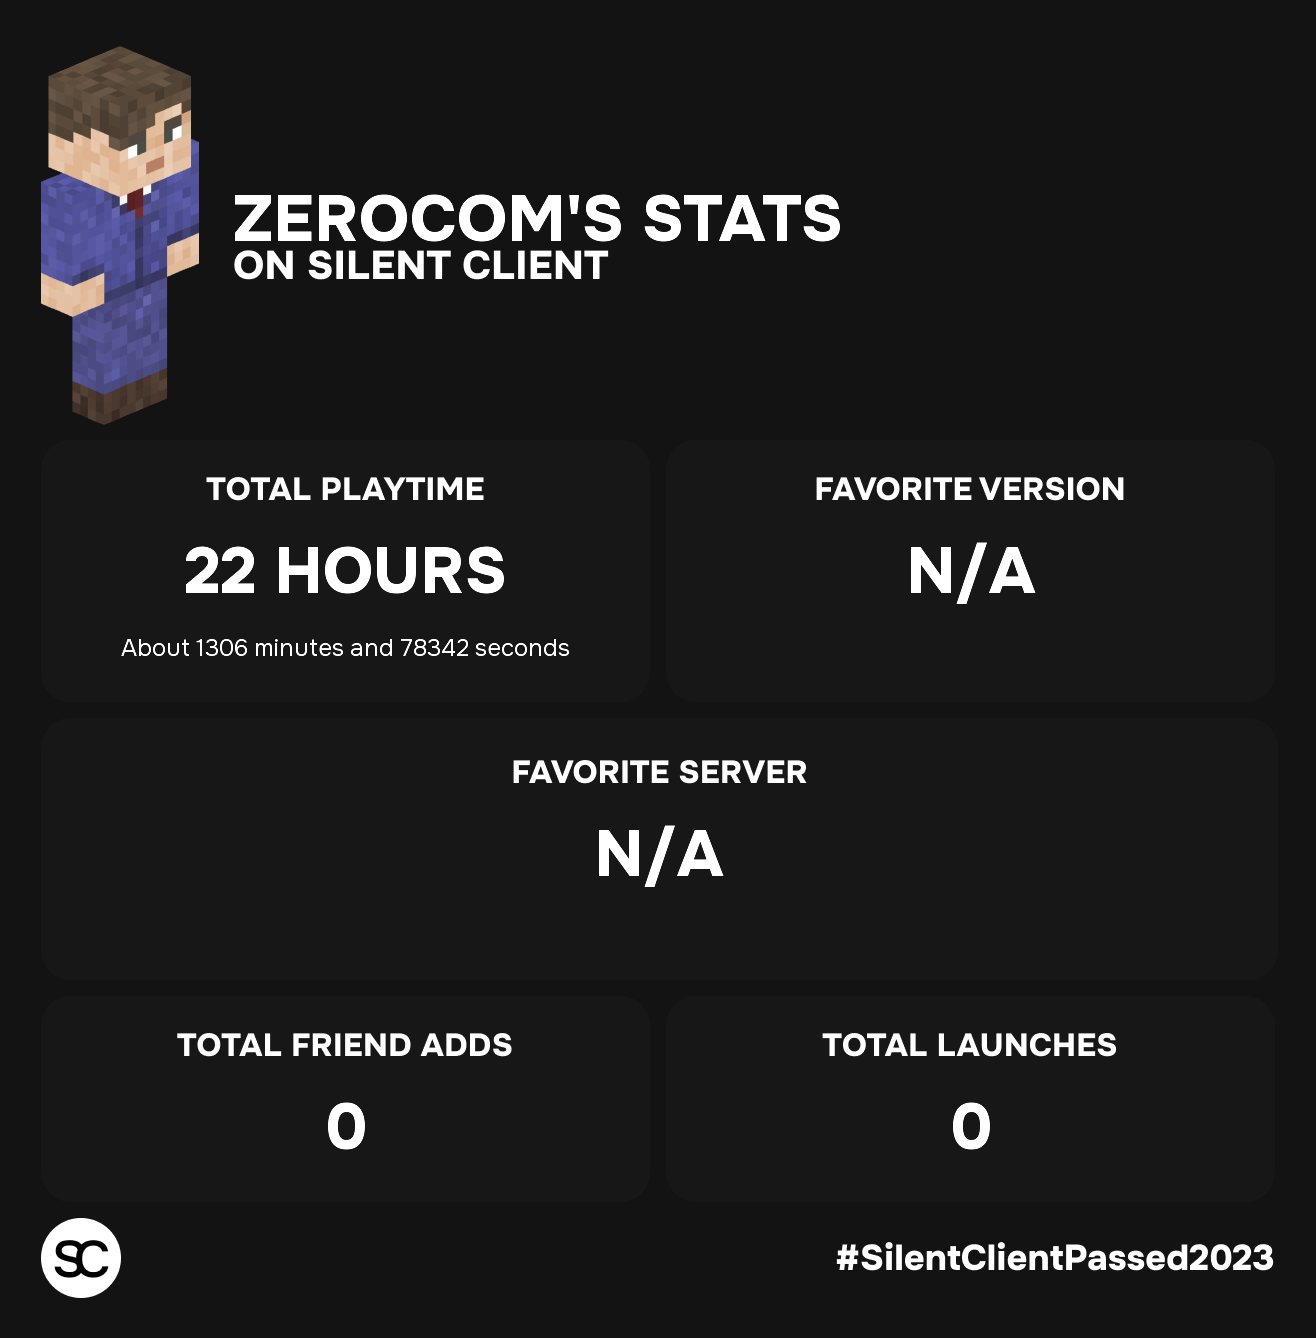 ZEROCOM'S STATS
ON SILENT CLIENT
TOTAL PLAYTIME
22 HOURS
About 1306 minutes and 78342 seconds
FAVORITE VERSION
N/A
FAVORITE SERVER
N/A
TOTAL FRIEND ADDS
0
TOTAL LAUNCHES
0
SC
#SilentClientPassed2023